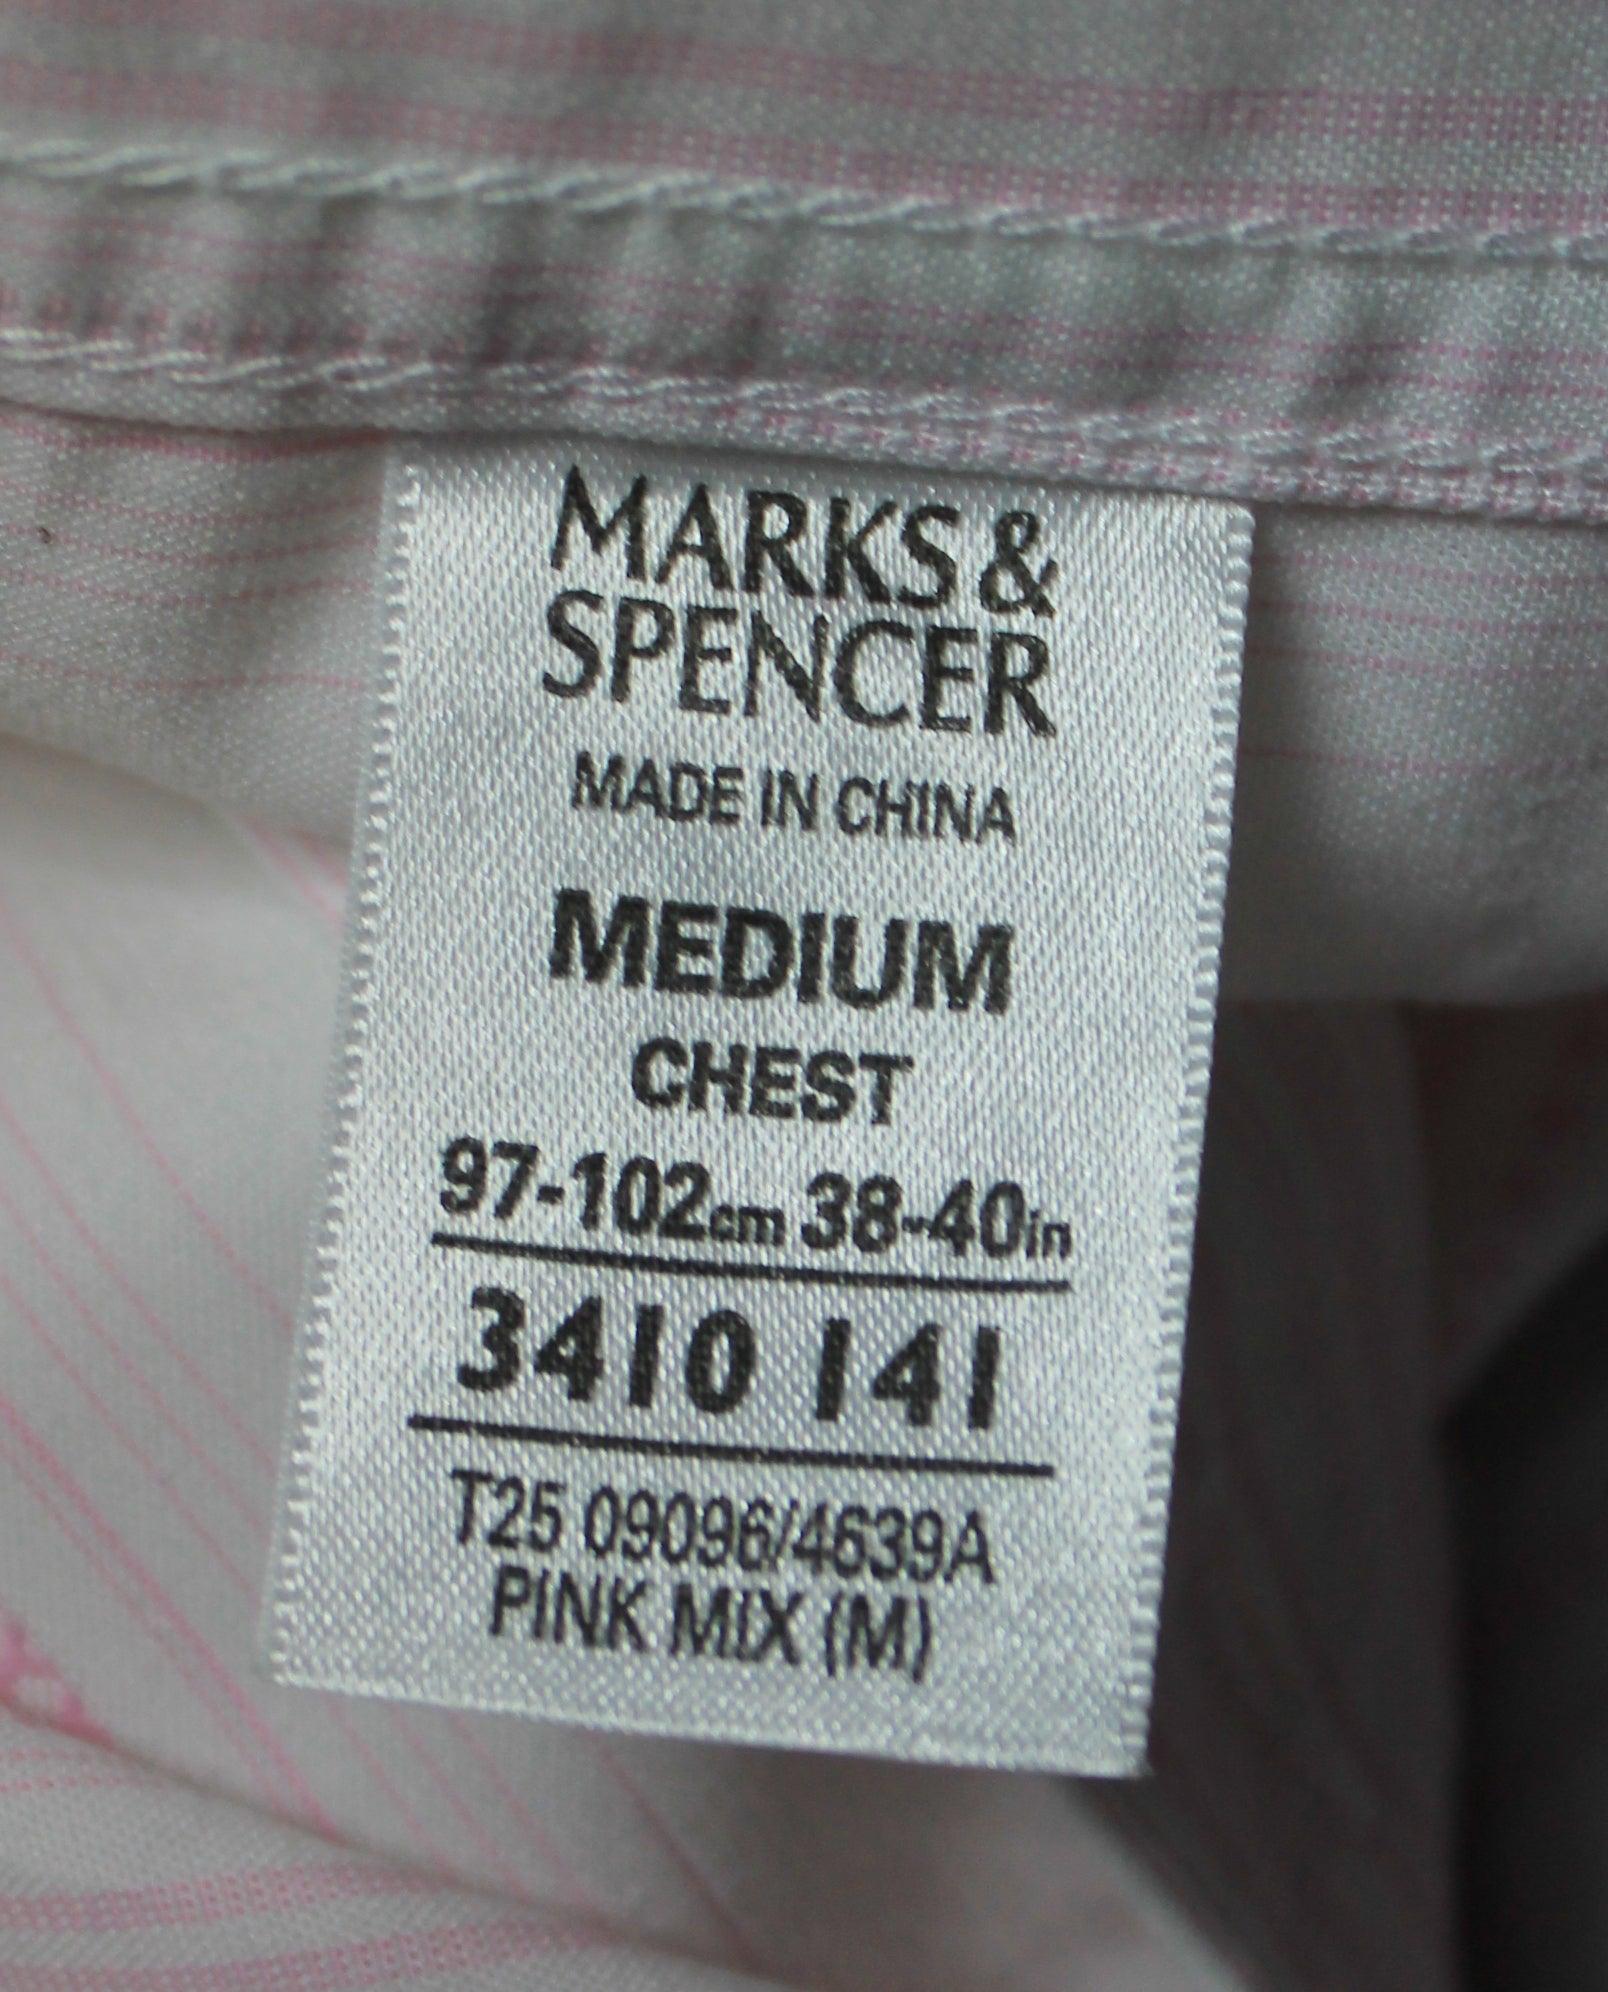 MARKS &
SPENCER
MADE IN CHINA
MEDIUM
CHEST
97-102cm 38-40in
3410 141
T25 09096/4639A
PINK MIX (M)